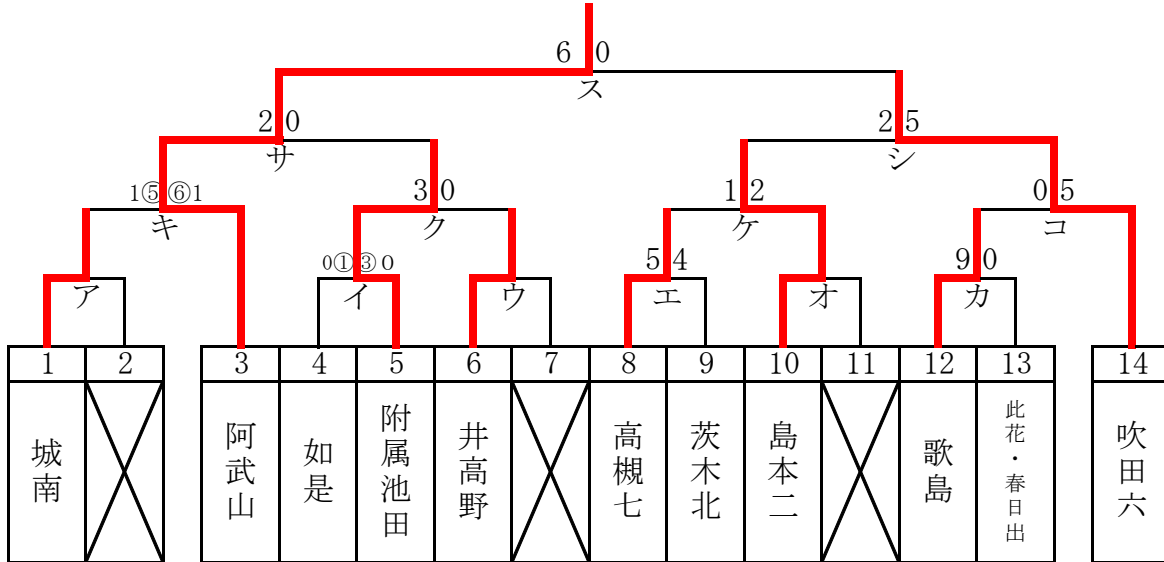 6 0
ス
2 0
2 5
サ
シ
1⑤ ⑥1
3 0
1 2
0 5
キ
ク
ケ
コ
0① ③0
5 4
9 0
ア
イ
ウ
エ
オ
カ
1 2 3 4 5 6 7 8 9 10 11 12 13 14
城南
阿武山
如是
附属池田
井高野
高槻七
茨木北
島本二
歌島
此花・春日出
吹田六